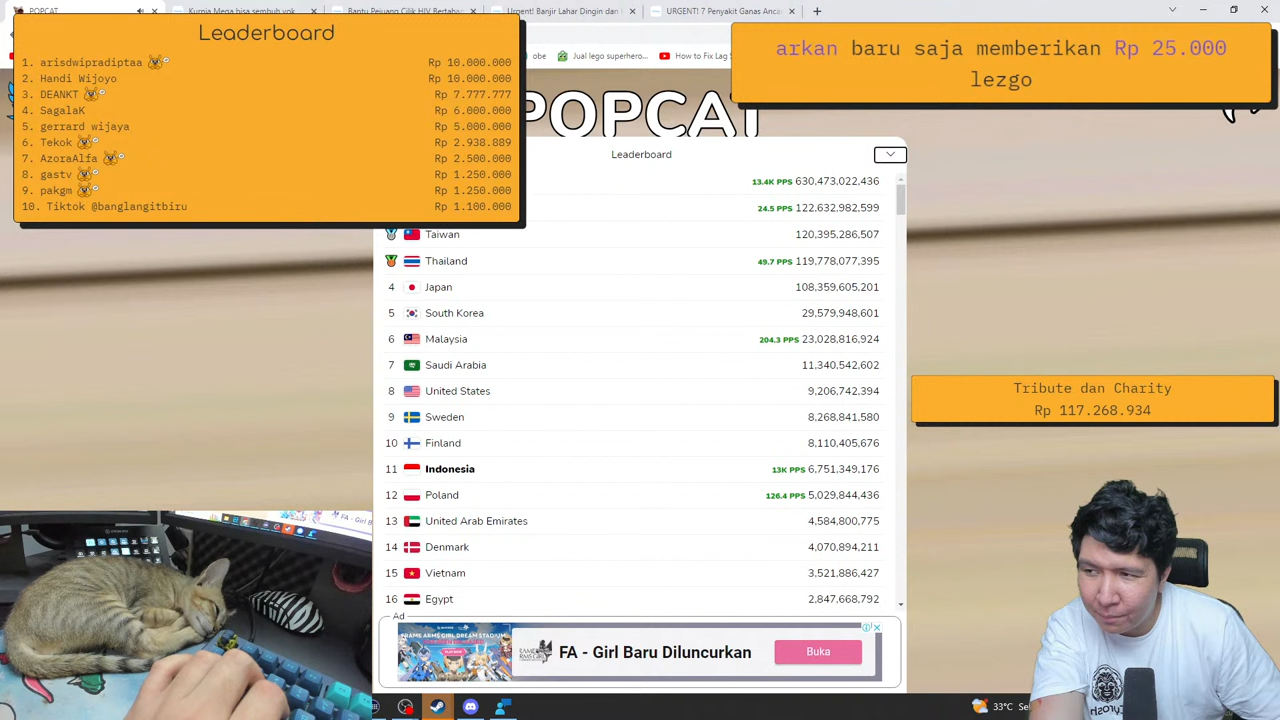 POPCAT
Kurnia Mega bisa sembuh yok
Bantu Pejuang Cilik HIV Bertaha
Urgent! Banjir Lahar Dingin dan
URGENT! 7 Penyakit Ganas Anca
obe
Jual lego superhero...
How to Fix Lag
Leaderboard
1. arisdwipradiptaa Rp 10.000.000
2. Handi Wijoyo Rp 10.000.000
3. DEANKT Rp 7.777.777
4. SagalaK Rp 6.000.000
5. gerrard wijaya Rp 5.000.000
6. Tekok Rp 2.938.889
7. AzoraAlfa Rp 2.500.000
8. gastv Rp 1.250.000
9. pakgm Rp 1.250.000
10. Tiktok @banglangitbiru Rp 1.100.000
arkan baru saja memberikan Rp 25.000
lezgo
POPCAT
Leaderboard
13.4K PPS 630,473,022,436
24.5 PPS 122,632,982,599
Taiwan 120,395,286,507
Thailand 49.7 PPS 119,778,077,395
4 Japan 108,359,605,201
5 South Korea 29,579,948,601
6 Malaysia 204.3 PPS 23,028,816,924
7 Saudi Arabia 11,340,542,602
8 United States 9,206,742,394
9 Sweden 8,268,841,580
10 Finland 8,110,405,676
11 Indonesia 13K PPS 6,751,349,176
12 Poland 126.4 PPS 5,029,844,436
13 United Arab Emirates 4,584,800,775
14 Denmark 4,070,894,211
15 Vietnam 3,521,886,427
16 Egypt 2,847,668,792
Tribute dan Charity
Rp 117.268.934
Ad
FRAME ARMS GIRL DREAM STADIUM
FA - Girl Baru Diluncurkan
Buka
33°C